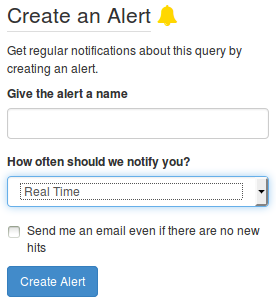 Create an Alert
Get regular notifications about this query by
creating an alert.
Give the alert a name
How often should we notify you?
Real Time
Send me an email even if there are no new
hits
Create Alert